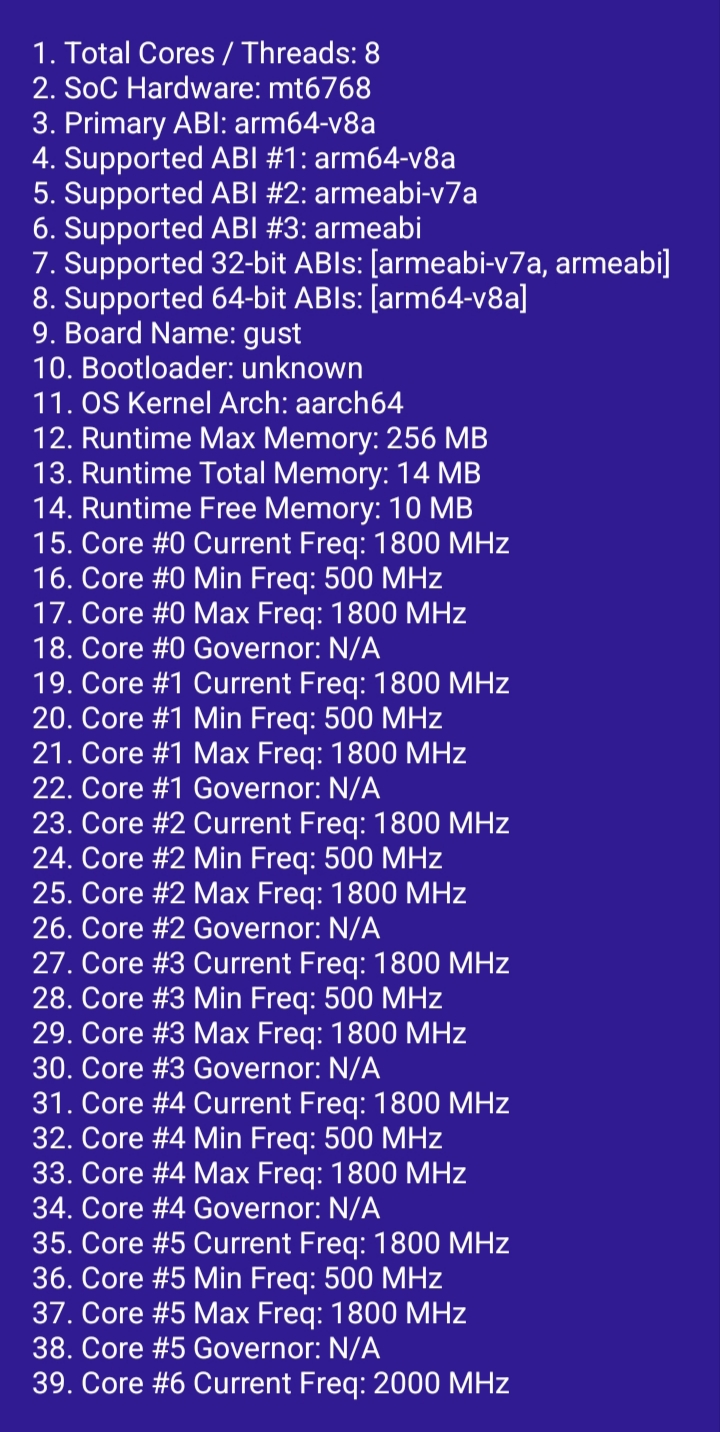 1. Total Cores / Threads: 8
2. SoC Hardware: mt6768
3. Primary ABI: arm64-v8a
4. Supported ABI #1: arm64-v8a
5. Supported ABI #2: armeabi-v7a
6. Supported ABI #3: armeabi
7. Supported 32-bit ABIs: [armeabi-v7a, armeabi]
8. Supported 64-bit ABIs: [arm64-v8a]
9. Board Name: gust
10. Bootloader: unknown
11. OS Kernel Arch: aarch64
12. Runtime Max Memory: 256 MB
13. Runtime Total Memory: 14 MB
14. Runtime Free Memory: 10 MB
15. Core #0 Current Freq: 1800 MHz
16. Core #0 Min Freq: 500 MHz
17. Core #0 Max Freq: 1800 MHz
18. Core #0 Governor: N/A
19. Core #1 Current Freq: 1800 MHz
20. Core #1 Min Freq: 500 MHz
21. Core #1 Max Freq: 1800 MHz
22. Core #1 Governor: N/A
23. Core #2 Current Freq: 1800 MHz
24. Core #2 Min Freq: 500 MHz
25. Core #2 Max Freq: 1800 MHz
26. Core #2 Governor: N/A
27. Core #3 Current Freq: 1800 MHz
28. Core #3 Min Freq: 500 MHz
29. Core #3 Max Freq: 1800 MHz
30. Core #3 Governor: N/A
31. Core #4 Current Freq: 1800 MHz
32. Core #4 Min Freq: 500 MHz
33. Core #4 Max Freq: 1800 MHz
34. Core #4 Governor: N/A
35. Core #5 Current Freq: 1800 MHz
36. Core #5 Min Freq: 500 MHz
37. Core #5 Max Freq: 1800 MHz
38. Core #5 Governor: N/A
39. Core #6 Current Freq: 2000 MHz